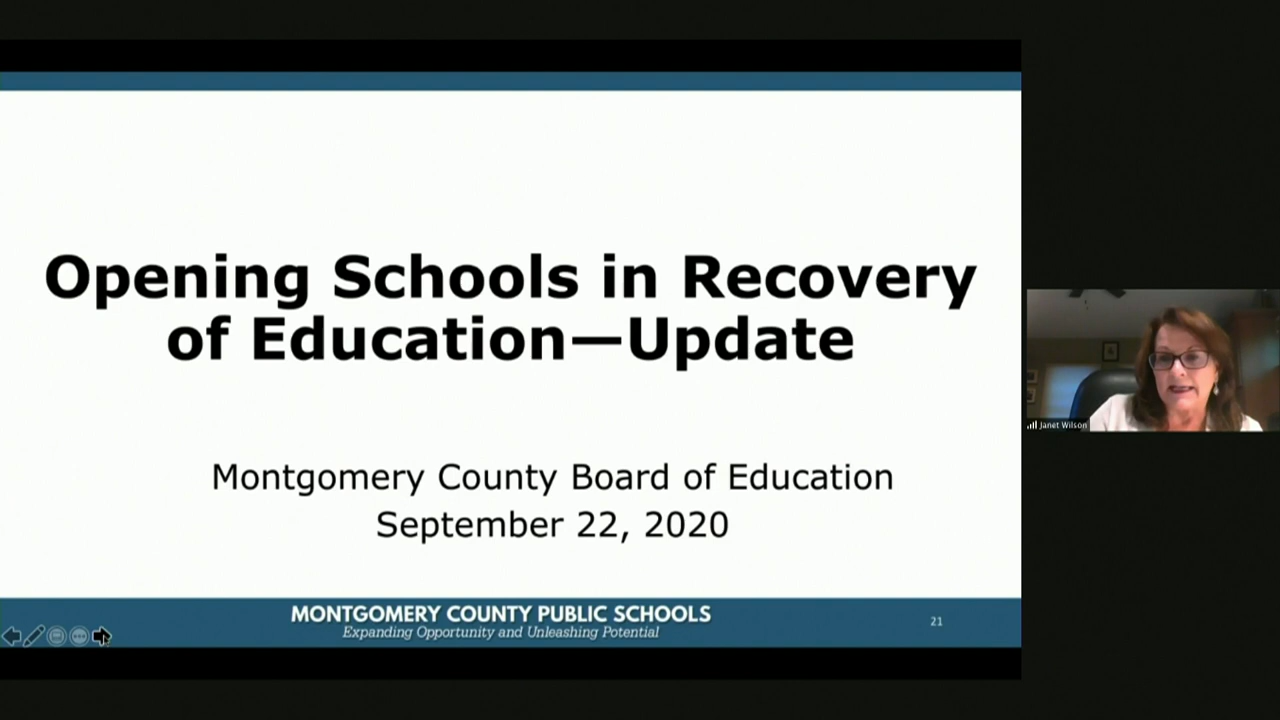 Opening Schools in Recovery
of Education—Update
Montgomery County Board of Education
September 22, 2020
MONTGOMERY COUNTY PUBLIC SCHOOLS
Expanding Opportunity and Unleashing Potential
21
Janet Wilson